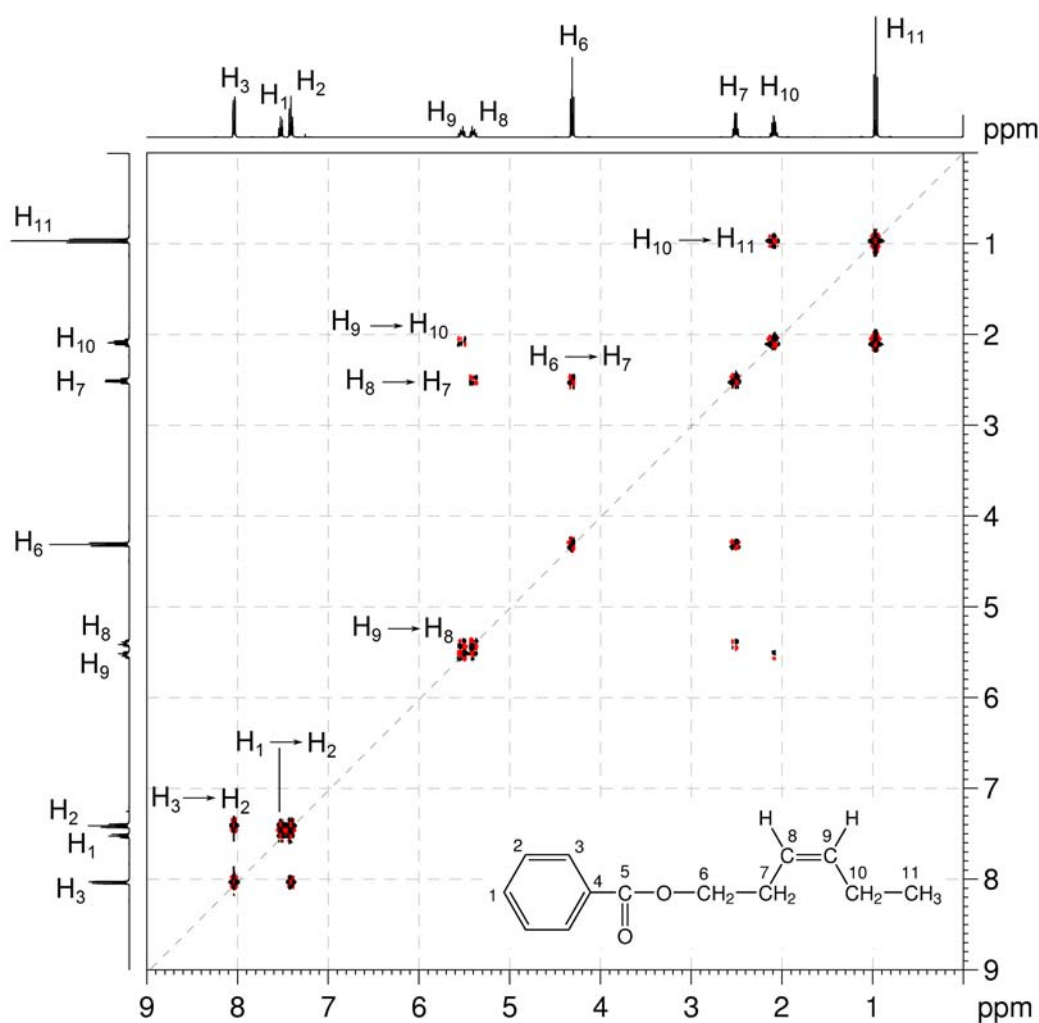 H₃ H₁ H₂ H₉ H₈ H₆ H₇ H₁₀ H₁₁
ppm
H₁₁
H₁₀ → H₁₁
1
H₉ → H₁₀
H₁₀
2
H₆ → H₇
H₇
H₈ → H₇
3
4
H₆
5
H₈
H₉ → H₈
H₉
6
H₁ → H₂
7
H₃ → H₂
H₂
H₁
H₃
8
H 8 9 H
2 3 7 10 11
1 4 5 6
C O CH₂ CH₂ CH₂ CH₃
O
9
9 8 7 6 5 4 3 2 1 ppm